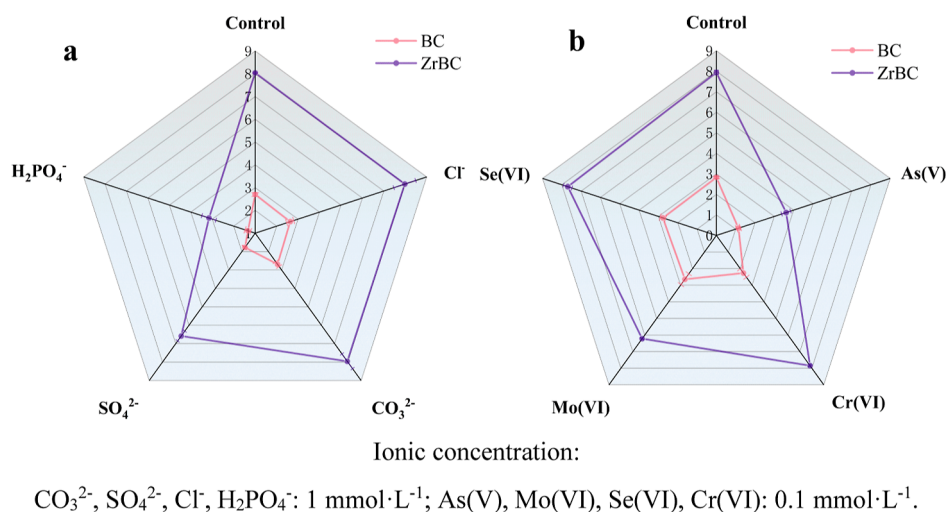 Control
a
BC
ZrBC
9
8
7
6
5
4
3
2
1
H₂PO₄⁻
Cl⁻
SO₄²⁻
CO₃²⁻
Control
b
BC
ZrBC
9
8
7
6
5
4
3
2
1
0
Se(VI)
As(V)
Mo(VI)
Cr(VI)
Ionic concentration:
CO₃²⁻, SO₄²⁻, Cl⁻, H₂PO₄⁻: 1 mmol·L⁻¹; As(V), Mo(VI), Se(VI), Cr(VI): 0.1 mmol·L⁻¹.